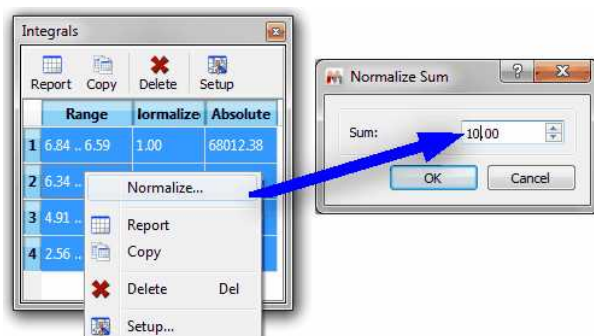 Integrals
Report Copy Delete Setup
Range lormalize Absolute
1 6.84 .. 6.59 1.00 68012.38
2 6.34 ..
3 4.91 ..
4 2.56 ..
Normalize...
Report
Copy
Delete Del
Setup...
Normalize Sum
Sum: 10.00
OK Cancel